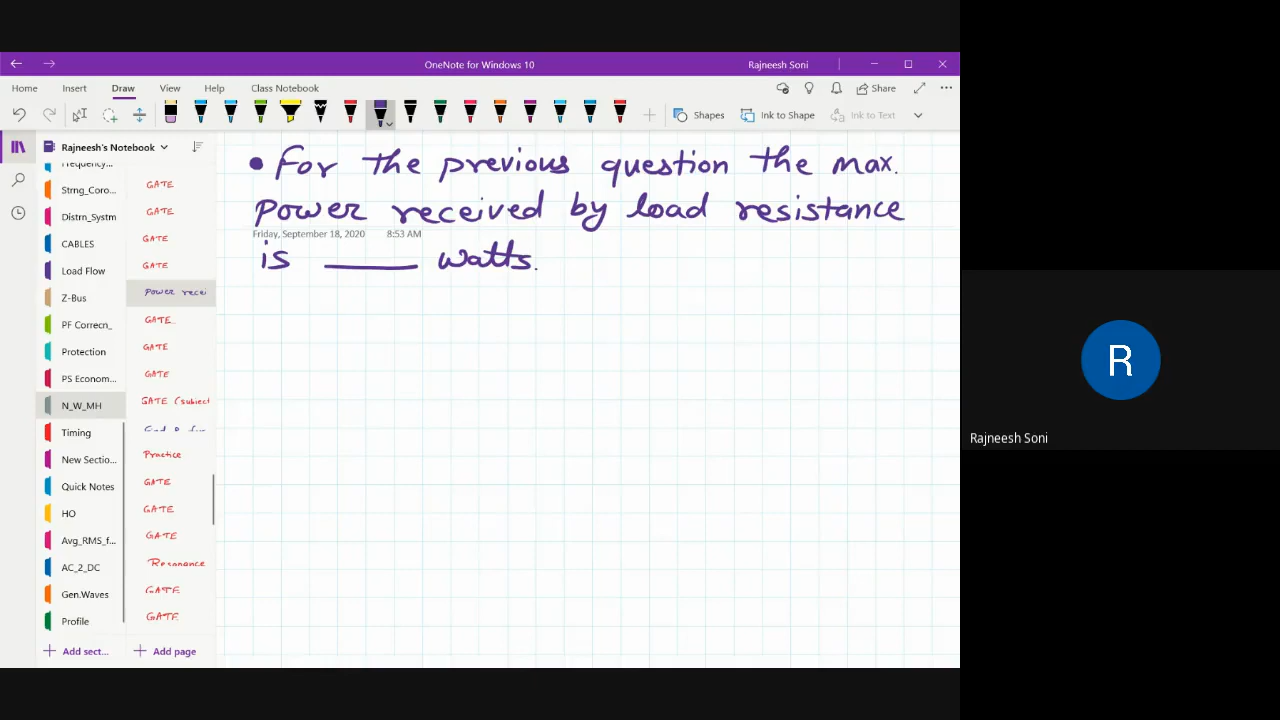 OneNote for Windows 10
Rajneesh Soni
Home Insert Draw View Help Class Notebook
Share
Shapes Ink to Shape Ink to Text
Rajneesh's Notebook
Frequency...
Strng_Coro...
Distrn_Systm
CABLES
Load Flow
Z-Bus
PF Correcn_
Protection
PS Econom...
N_W_MH
Timing
New Sectio...
Quick Notes
HO
Avg_RMS_f...
AC_2_DC
Gen.Waves
Profile
Add sect...
GATE
GATE
GATE
GATE
Power recei
GATE
GATE
GATE
GATE (subject
Practice
GATE
GATE
GATE
Resonance
GATE
GATE
Add page
• For the previous question the max.
Power received by load resistance
Friday, September 18, 2020 8:53 AM
is _____ watts.
R
Rajneesh Soni